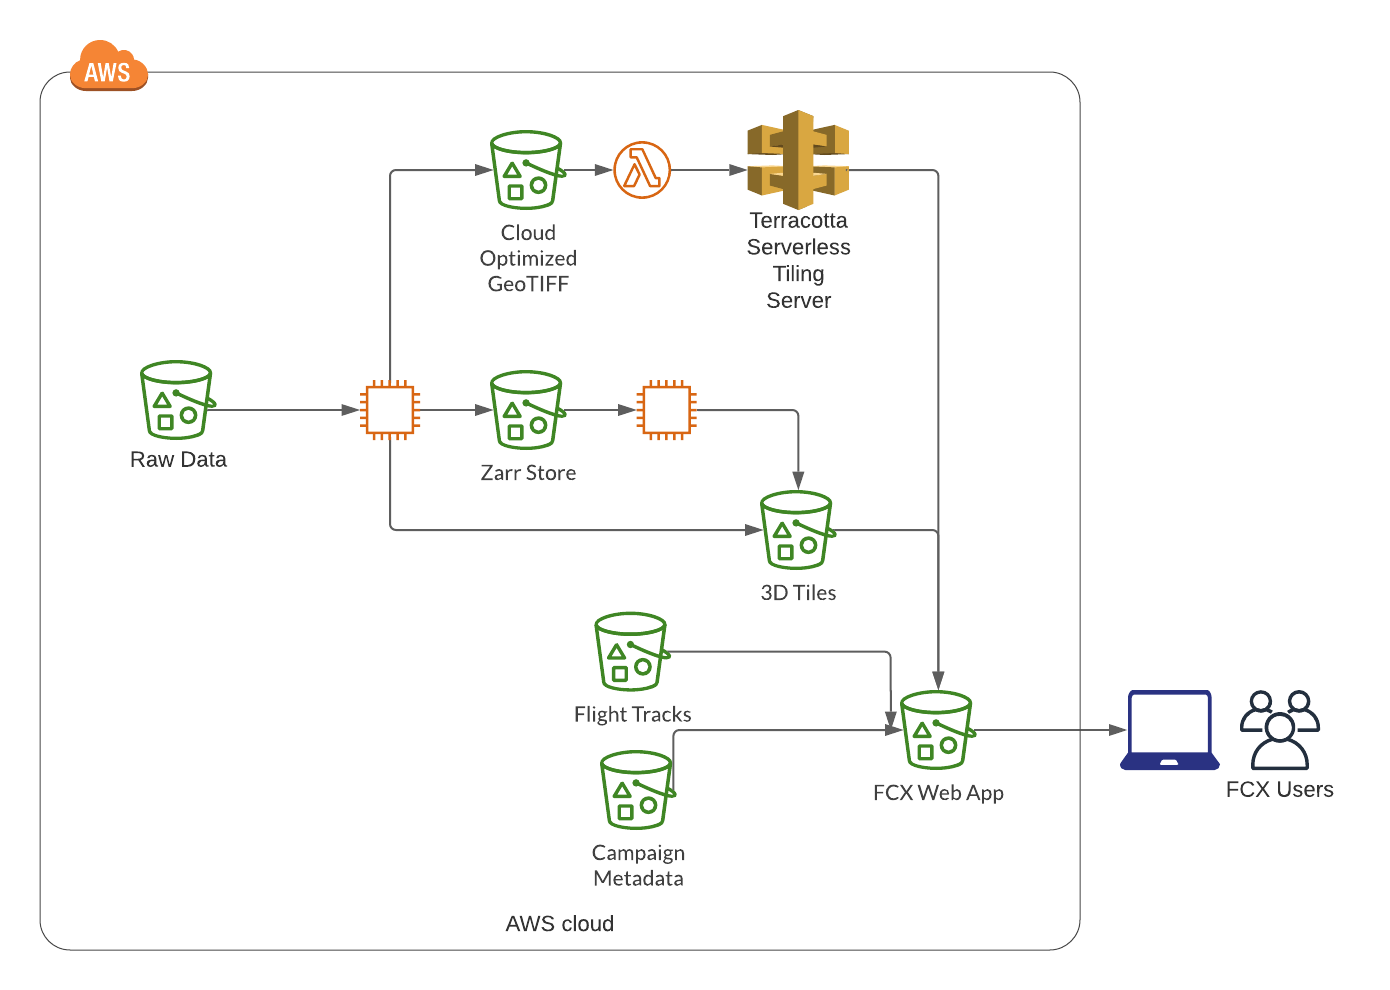 AWS
Cloud
Optimized
GeoTIFF
Terracotta
Serverless
Tiling
Server
Raw Data
Zarr Store
3D Tiles
Flight Tracks
FCX Web App
FCX Users
Campaign
Metadata
AWS cloud